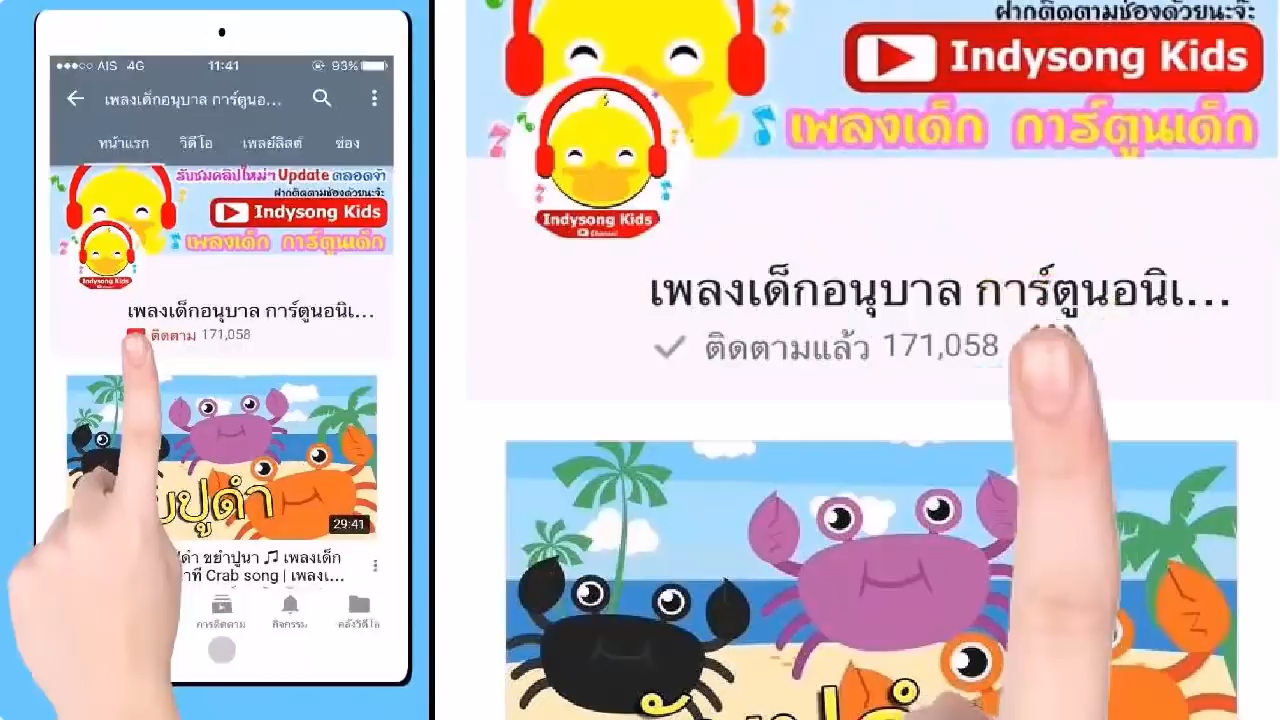 AIS 4G 11:41 93%
เพลงเด็กอนุบาล การ์ตูนอ...
หน้าแรก วิดีโอ เพลย์ลิสต์ ช่อง
รับชมคลิปใหม่ๆ Update ตลอดจ้า
ฝากติดตามช่องด้วยนะจ๊ะ
Indysong Kids
เพลงเด็ก การ์ตูนเด็ก
Indysong Kids
เพลงเด็กอนุบาล การ์ตูนอนิเ...
ติดตาม 171,058
ปูดำ
29:41
ปูดำ ขยำปูนา 🎵 เพลงเด็ก
Crab song | เพลงเ...
การติดตาม กิจกรรม คลังวิดีโอ
ฝากติดตามช่องด้วยนะจ๊ะ
Indysong Kids
เพลงเด็ก การ์ตูนเด็ก
Indysong Kids
Channel
เพลงเด็กอนุบาล การ์ตูนอนิเ...
ติดตามแล้ว 171,058